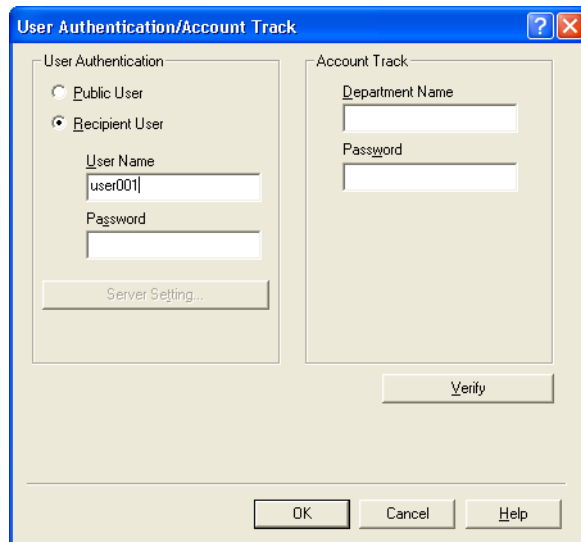 User Authentication/Account Track
User Authentication
Public User
Recipient User
User Name
user001
Password
Server Setting...
Account Track
Department Name
Password
Verify
OK
Cancel
Help